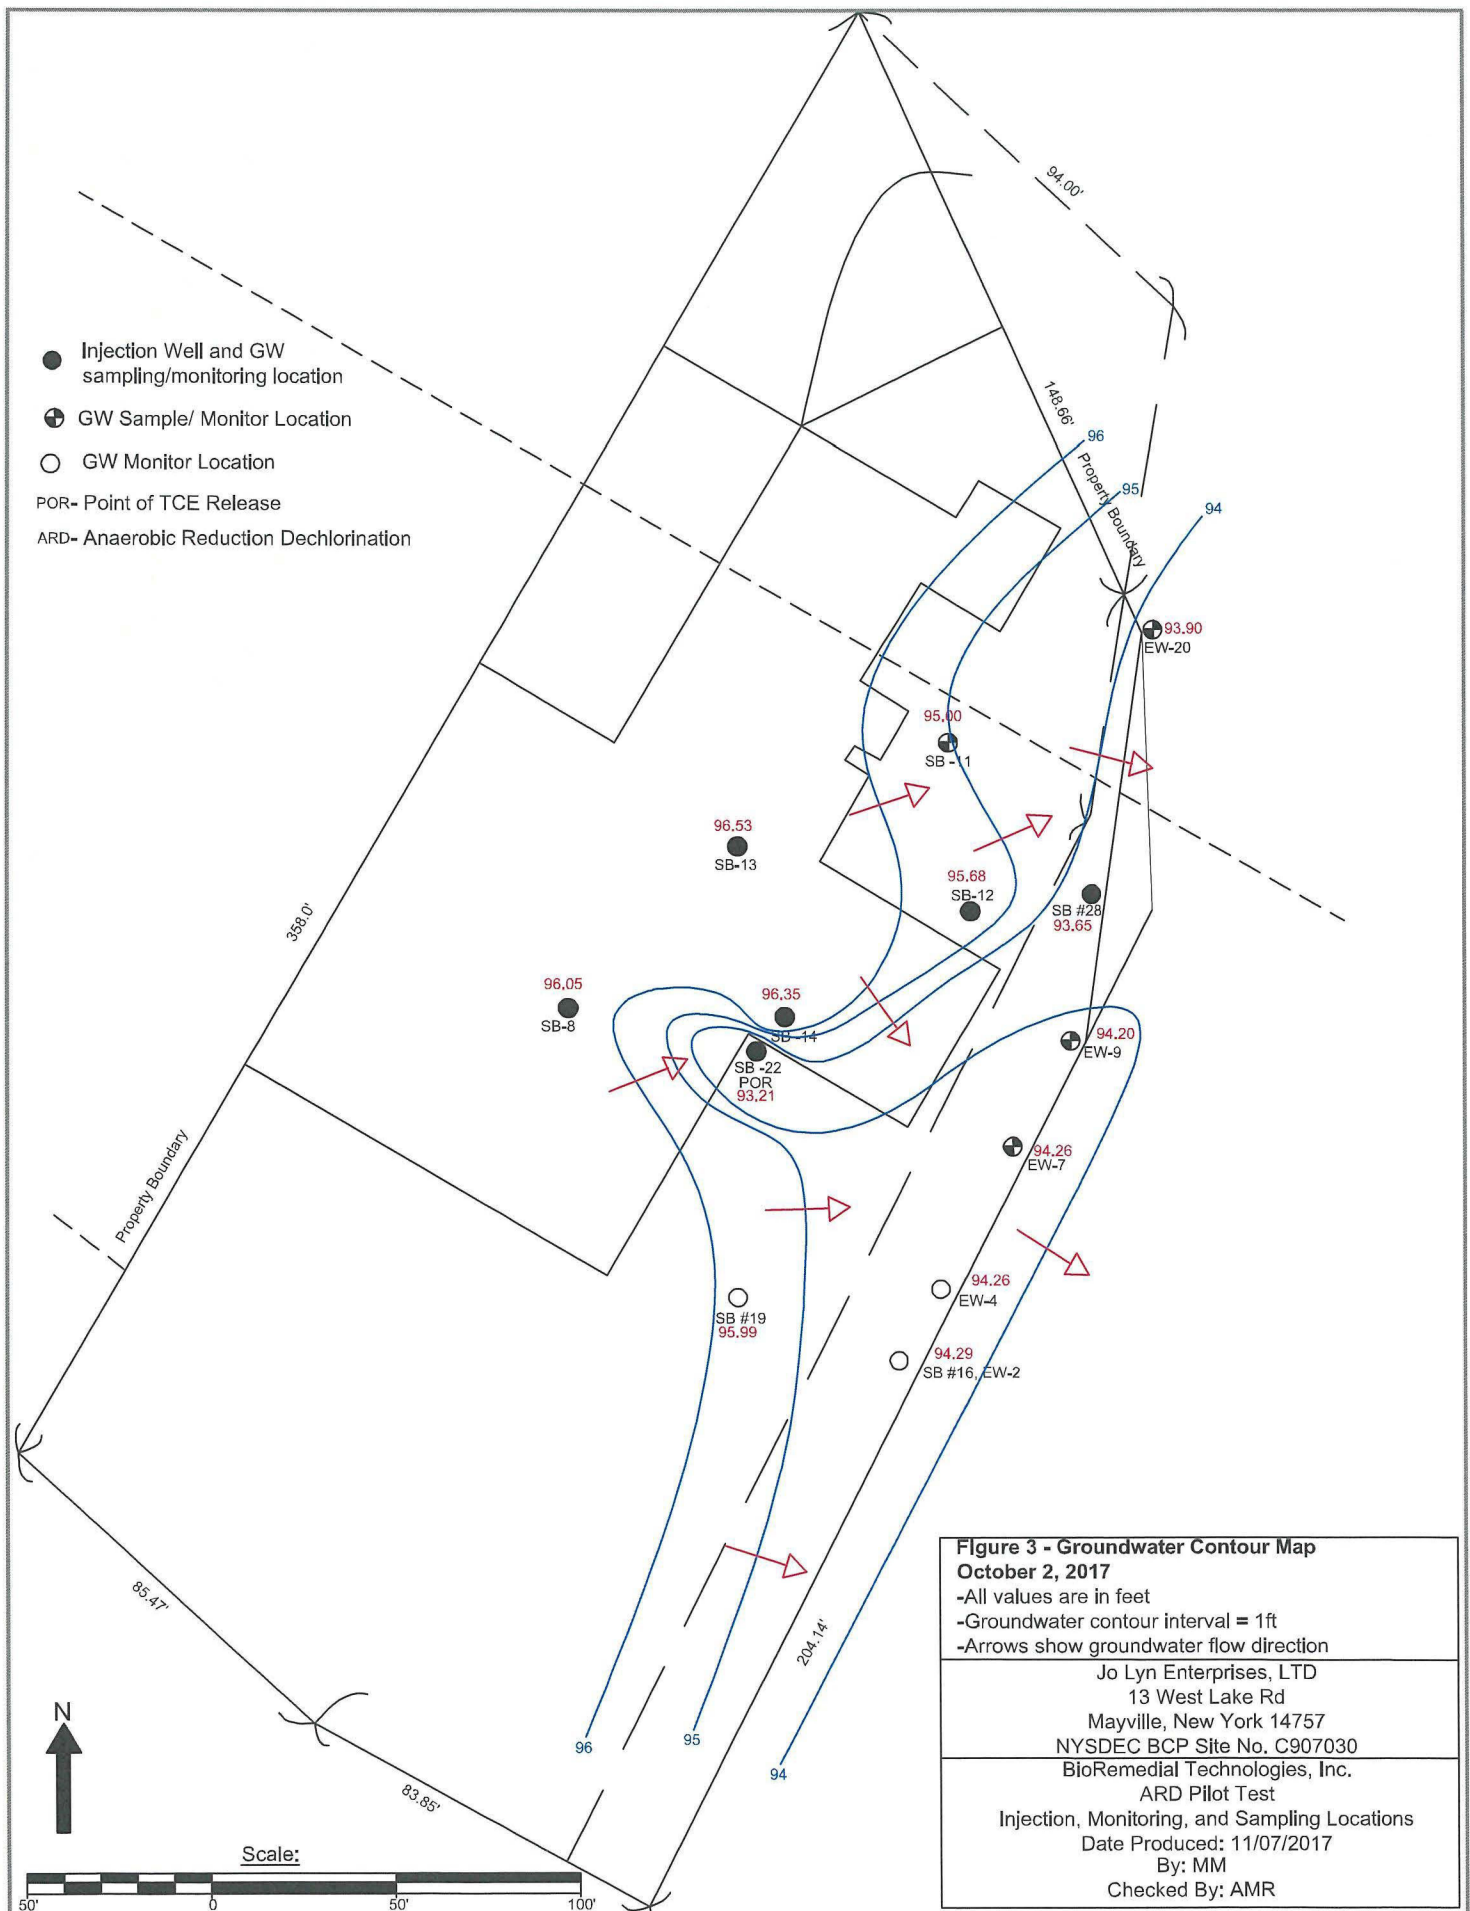 94.00'
148.66'
Property Boundary
96
95
94
Injection Well and GW
sampling/monitoring location
GW Sample/ Monitor Location
GW Monitor Location
POR- Point of TCE Release
ARD- Anaerobic Reduction Dechlorination
93.90
EW-20
95.00
SB -11
96.53
SB-13
95.68
SB-12
SB #28
93.65
358.0'
96.05
SB-8
96.35
SB -14
SB -22
POR
93.21
94.20
EW-9
94.26
EW-7
Property Boundary
94.26
EW-4
SB #19
95.99
94.29
SB #16, EW-2
85.47'
204.14'
83.85'
96
95
94
N
Scale:
50'
0
50'
100'
Figure 3 - Groundwater Contour Map
October 2, 2017
-All values are in feet
-Groundwater contour interval = 1ft
-Arrows show groundwater flow direction
Jo Lyn Enterprises, LTD
13 West Lake Rd
Mayville, New York 14757
NYSDEC BCP Site No. C907030
BioRemedial Technologies, Inc.
ARD Pilot Test
Injection, Monitoring, and Sampling Locations
Date Produced: 11/07/2017
By: MM
Checked By: AMR